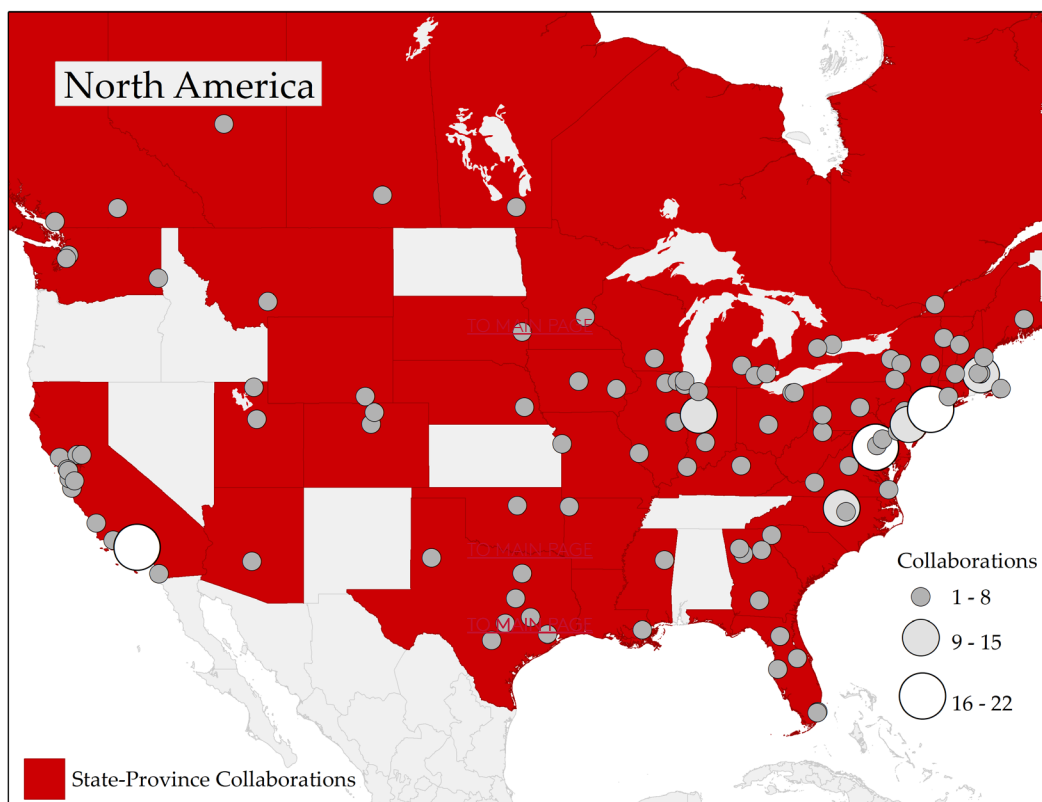 North America
TO MAIN PAGE
TO MAIN PAGE
Collaborations
1 - 8
TO MAIN PAGE
9 - 15
16 - 22
State-Province Collaborations